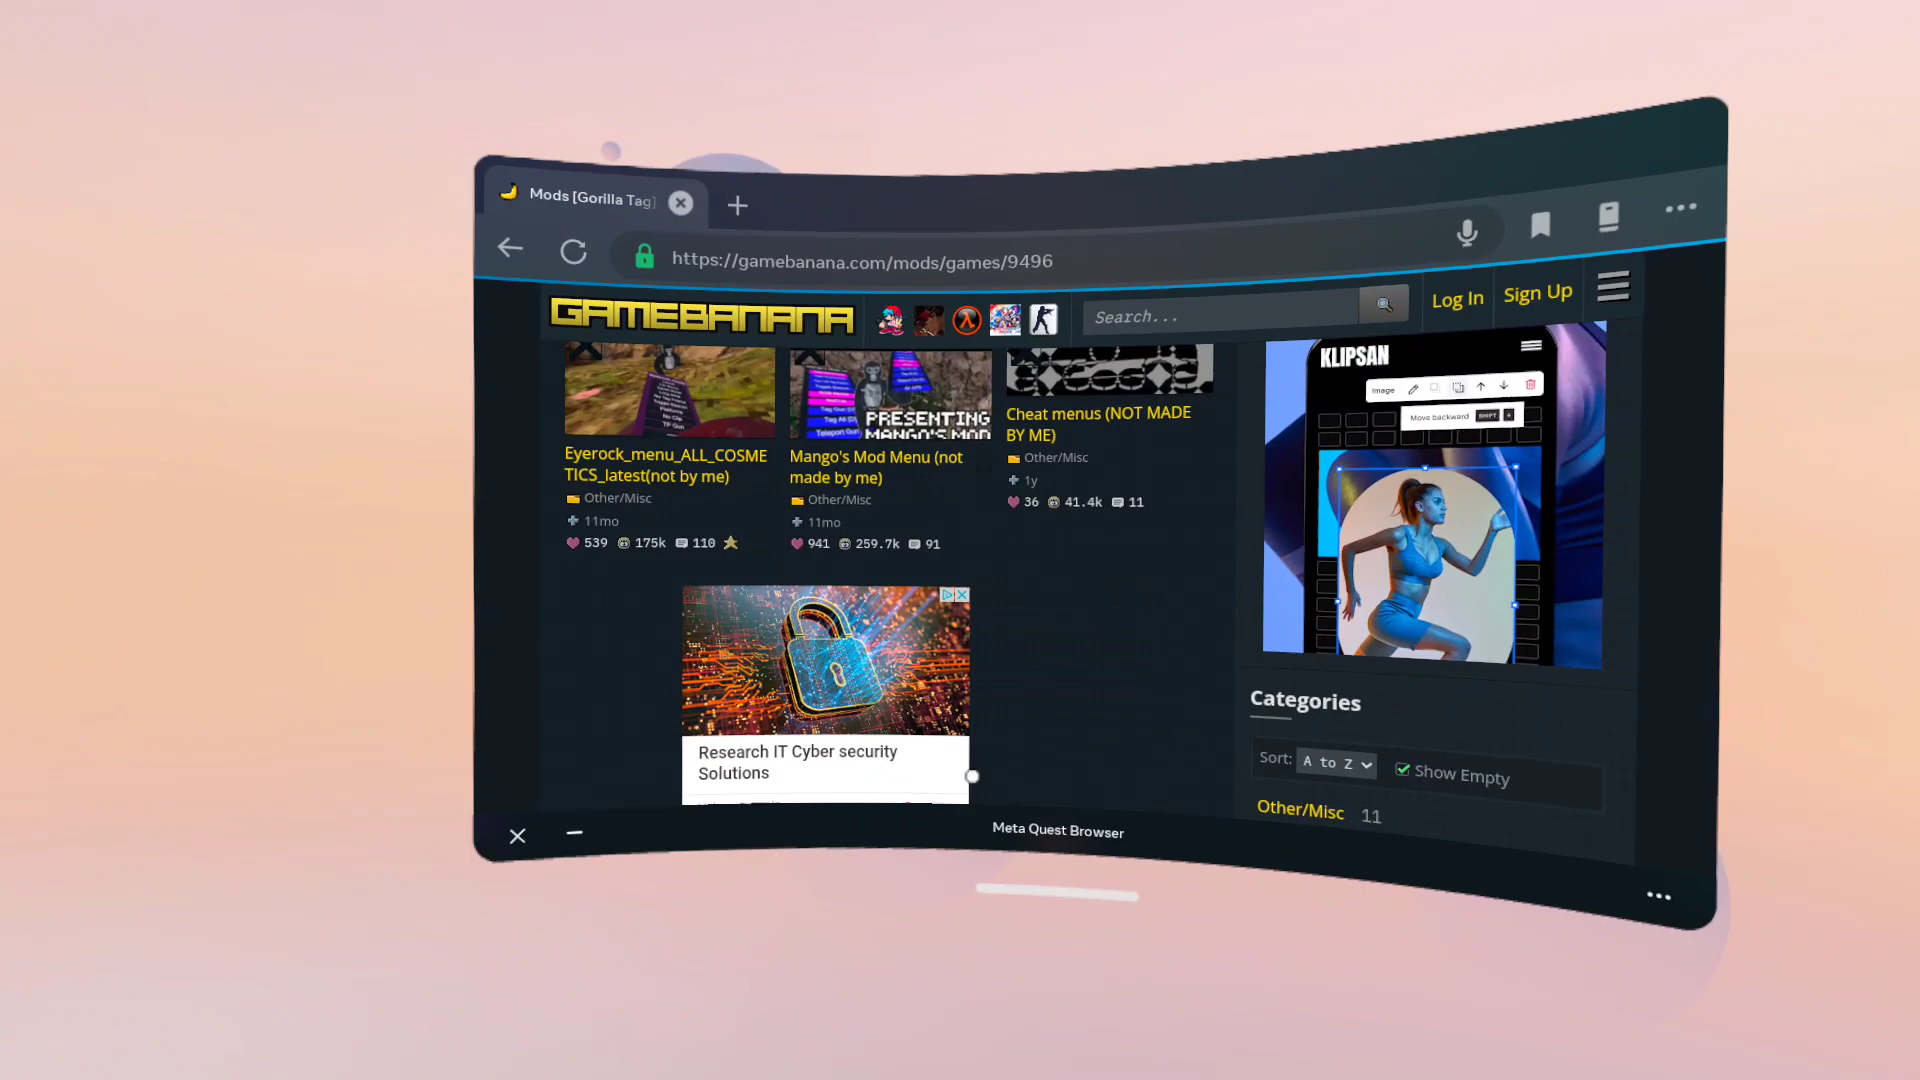 Mods [Gorilla Tag]
https://gamebanana.com/mods/games/9496
GAMEBANANA
Search...
Log In
Sign Up
PRESENTING
MANGO'S MOD
Eyerock_menu_ALL_COSME
TICS_latest(not by me)
Other/Misc
11mo
539 175k 110
Mango's Mod Menu (not
made by me)
Other/Misc
11mo
941 259.7k 91
Cheat menus (NOT MADE
BY ME)
Other/Misc
1y
36 41.4k 11
KLIPSAN
Image
Move backward SHIFT
Research IT Cyber security
Solutions
Categories
Sort: A to Z Show Empty
Other/Misc 11
Meta Quest Browser